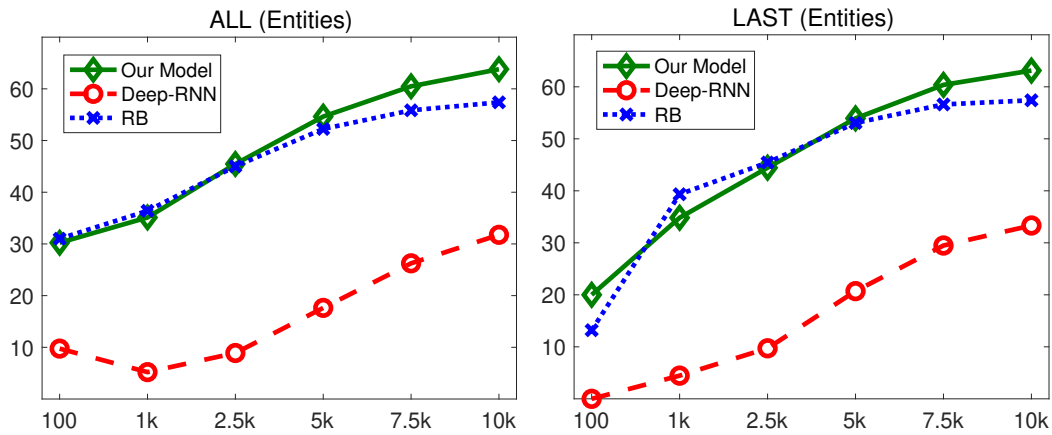 ALL (Entities)
60
50
40
30
20
10
Our Model
Deep-RNN
RB
100 1k 2.5k 5k 7.5k 10k
LAST (Entities)
60
50
40
30
20
10
Our Model
Deep-RNN
RB
100 1k 2.5k 5k 7.5k 10k